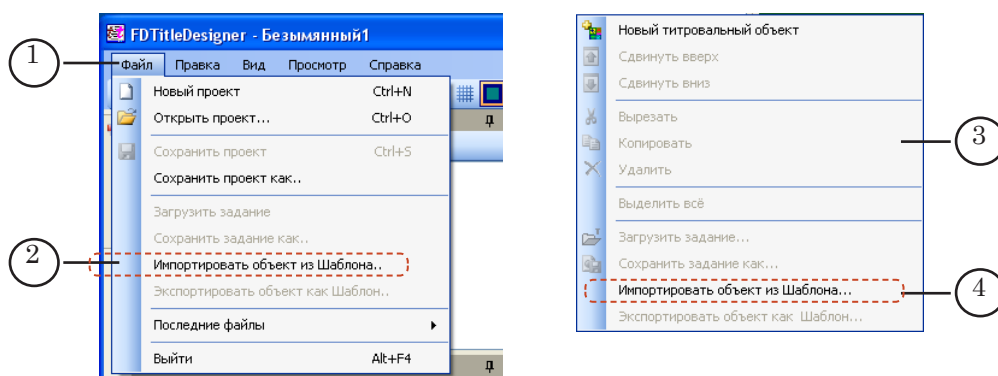 FDTitleDesigner - Безымянный1
1
Файл Правка Вид Просмотр Справка
Новый проект Ctrl+N
Открыть проект... Ctrl+O
Сохранить проект Ctrl+S
Сохранить проект как..
Загрузить задание
Сохранить задание как..
2
Импортировать объект из Шаблона..
Экспортировать объект как Шаблон..
Последние файлы
Выйти Alt+F4
Новый титровальный объект
Сдвинуть вверх
Сдвинуть вниз
Вырезать
Копировать
3
Удалить
Выделить всё
Загрузить задание...
Сохранить задание как...
Импортировать объект из Шаблона...
4
Экспортировать объект как Шаблон...